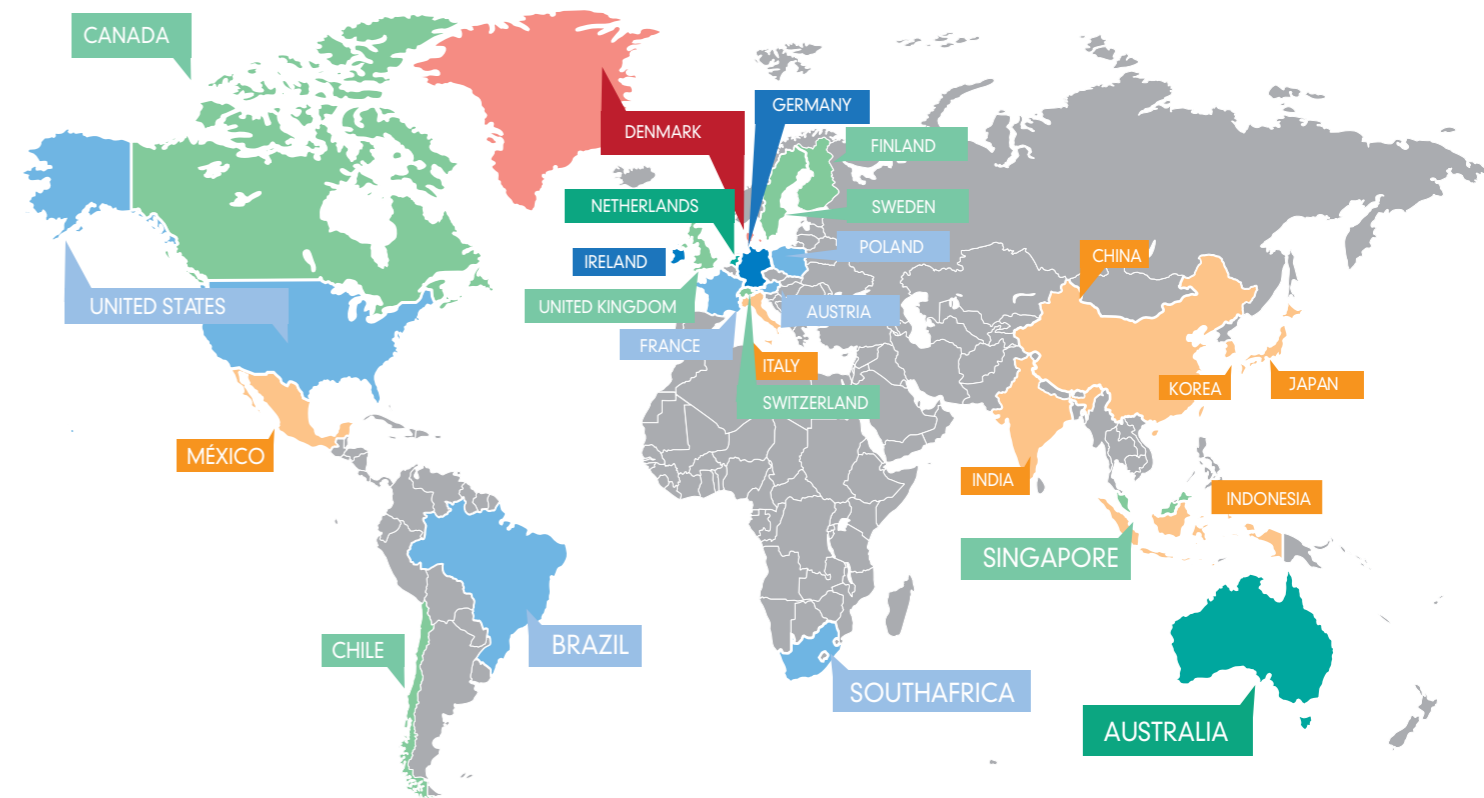 CANADA
GERMANY
DENMARK
FINLAND
NETHERLANDS
SWEDEN
POLAND
IRELAND
CHINA
UNITED STATES
UNITED KINGDOM
AUSTRIA
FRANCE
ITALY
KOREA
JAPAN
SWITZERLAND
MÉXICO
INDIA
INDONESIA
SINGAPORE
CHILE
BRAZIL
SOUTHAFRICA
AUSTRALIA